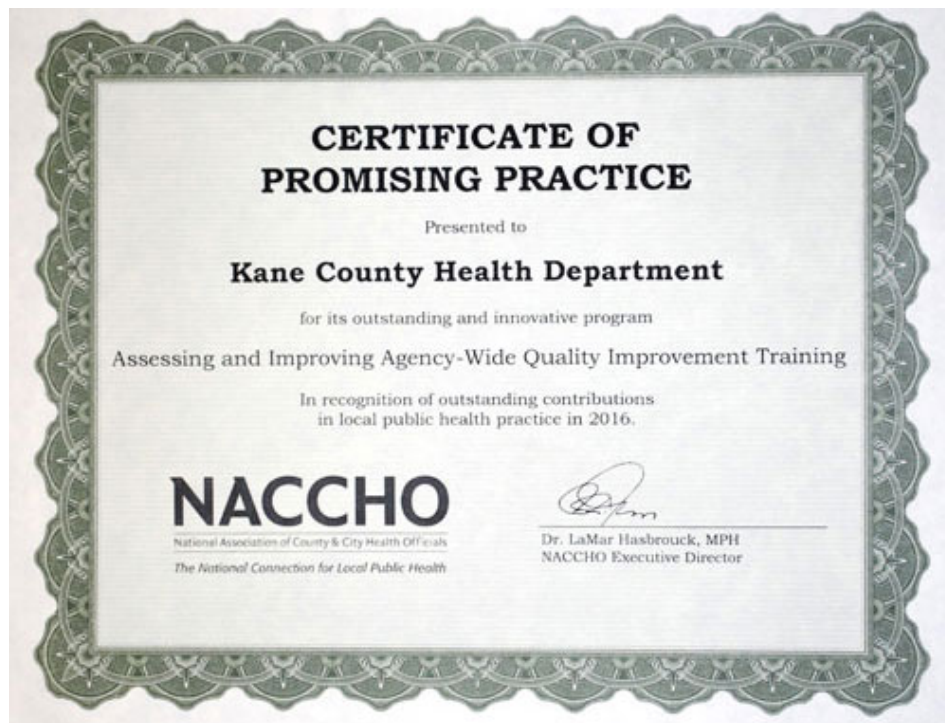 CERTIFICATE OF
PROMISING PRACTICE
Presented to
Kane County Health Department
for its outstanding and innovative program
Assessing and Improving Agency-Wide Quality Improvement Training
In recognition of outstanding contributions
in local public health practice in 2016.
NACCHO
National Association of County & City Health Officials
The National Connection for Local Public Health
Dr. LaMar Hasbrouck, MPH
NACCHO Executive Director